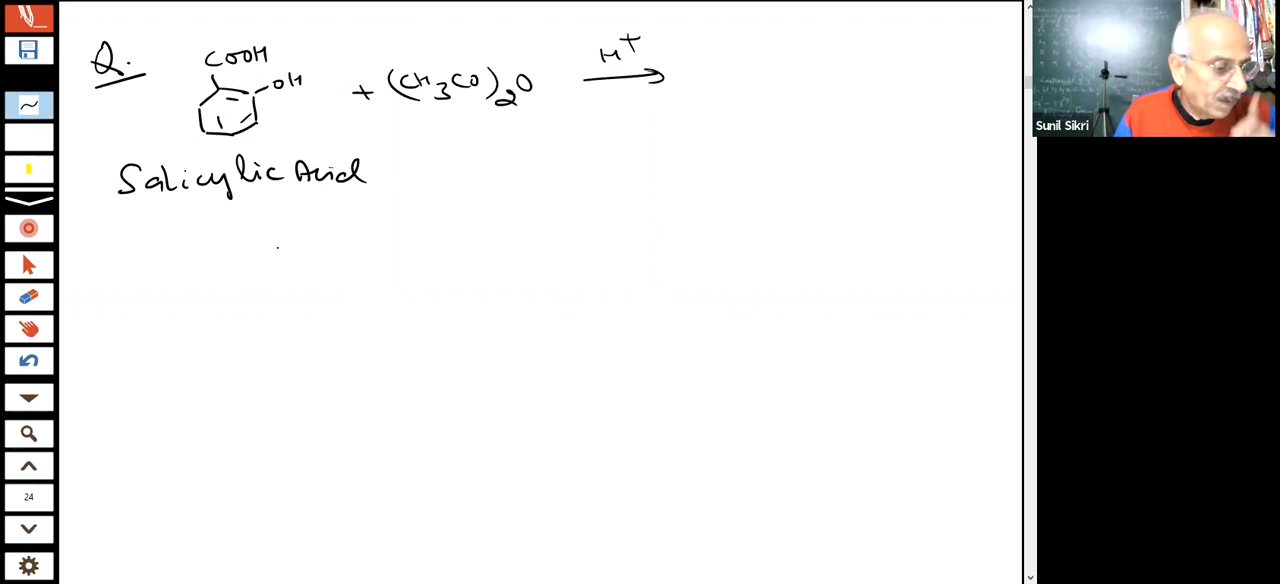 Q.
COOH
OH
+ (CH3CO)2O
H+
Salicylic Acid
Sunil Sikri
24